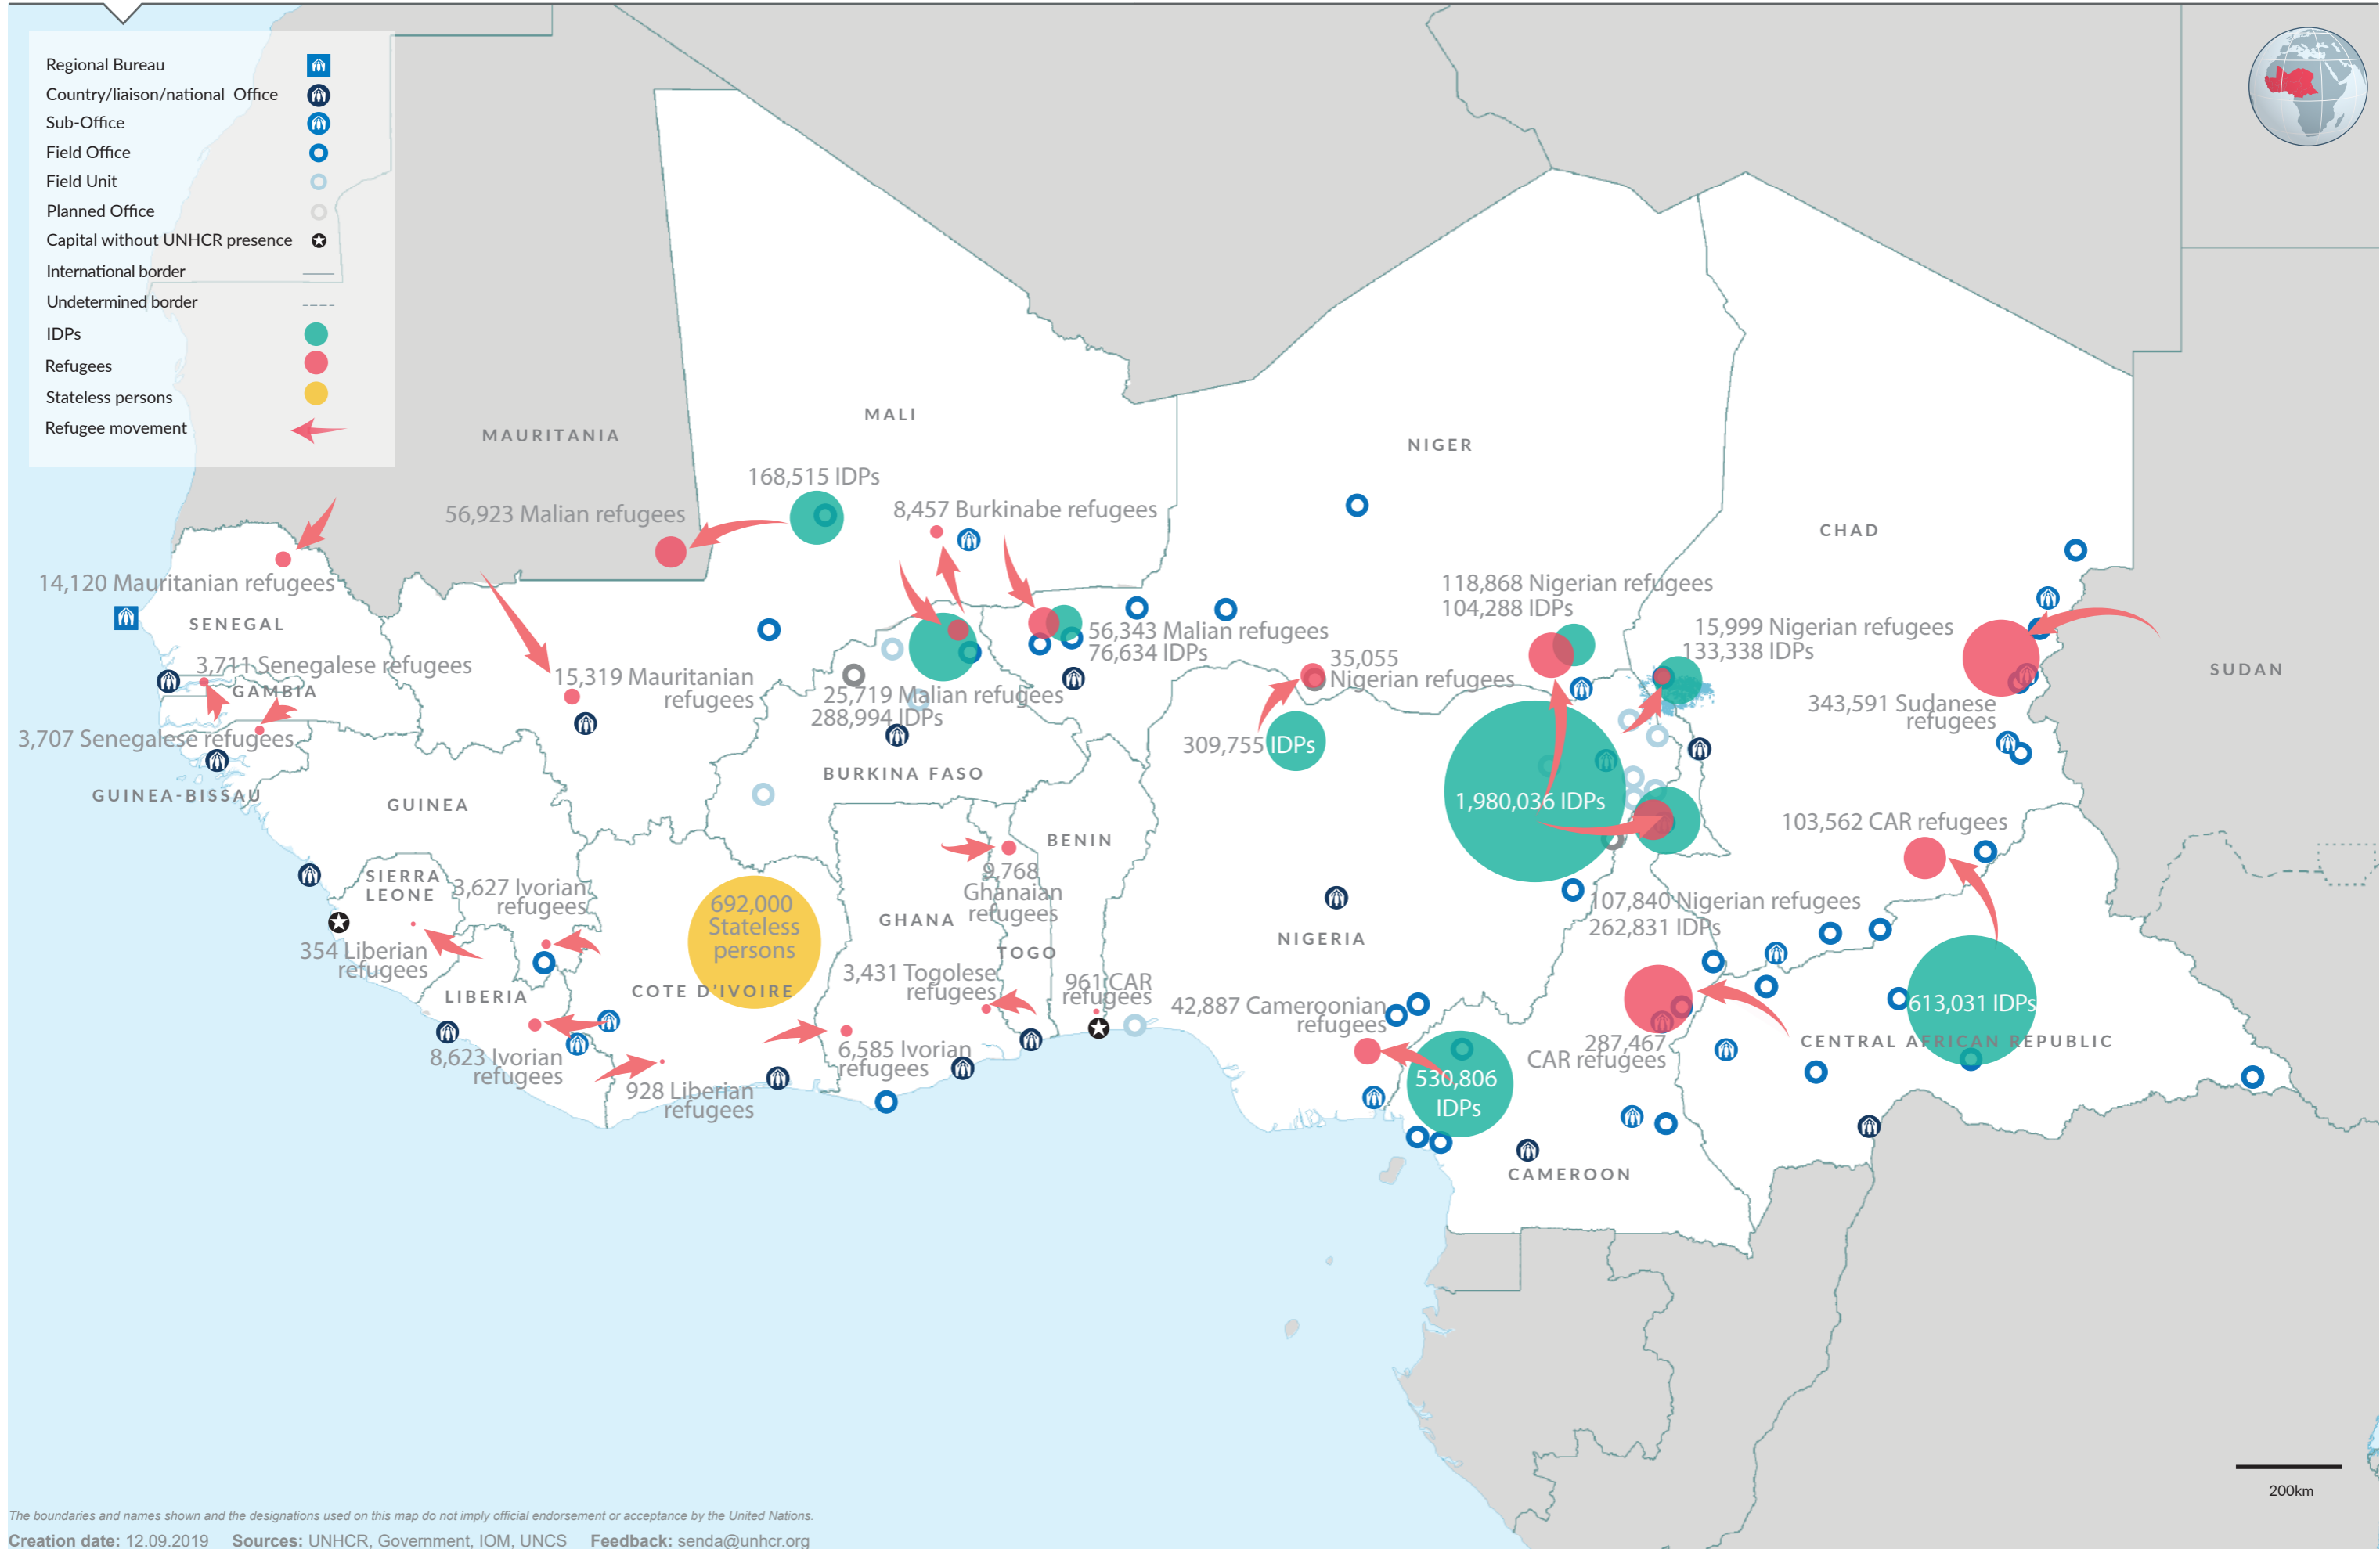 Regional Bureau
Country/liaison/national Office
Sub-Office
Field Office
Field Unit
Planned Office
Capital without UNHCR presence
International border
Undetermined border
IDPs
Refugees
Stateless persons
Refugee movement
MAURITANIA
MALI
NIGER
CHAD
SUDAN
168,515 IDPs
56,923 Malian refugees
8,457 Burkinabe refugees
14,120 Mauritanian refugees
SENEGAL
3,711 Senegalese refugees
GAMBIA
3,707 Senegalese refugees
GUINEA-BISSAU
15,319 Mauritanian
refugees
25,719 Malian refugees
288,994 IDPs
56,343 Malian refugees
76,634 IDPs
35,055
Nigerian refugees
118,868 Nigerian refugees
104,288 IDPs
15,999 Nigerian refugees
133,338 IDPs
343,591 Sudanese
refugees
309,755 IDPs
1,980,036 IDPs
BURKINA FASO
GUINEA
BENIN
103,562 CAR refugees
SIERRA
LEONE
3,627 Ivorian
refugees
354 Liberian
refugees
692,000
Stateless
persons
9,768
Ghanaian
refugees
GHANA
TOGO
NIGERIA
107,840 Nigerian refugees
262,831 IDPs
LIBERIA
COTE D'IVOIRE
3,431 Togolese
refugees
961 CAR
refugees
42,887 Cameroonian
refugees
613,031 IDPs
8,623 Ivorian
refugees
928 Liberian
refugees
6,585 Ivorian
refugees
287,467
CAR refugees
CENTRAL AFRICAN REPUBLIC
530,806
IDPs
CAMEROON
200km
The boundaries and names shown and the designations used on this map do not imply official endorsement or acceptance by the United Nations.
Creation date: 12.09.2019 Sources: UNHCR, Government, IOM, UNCS Feedback: senda@unhcr.org